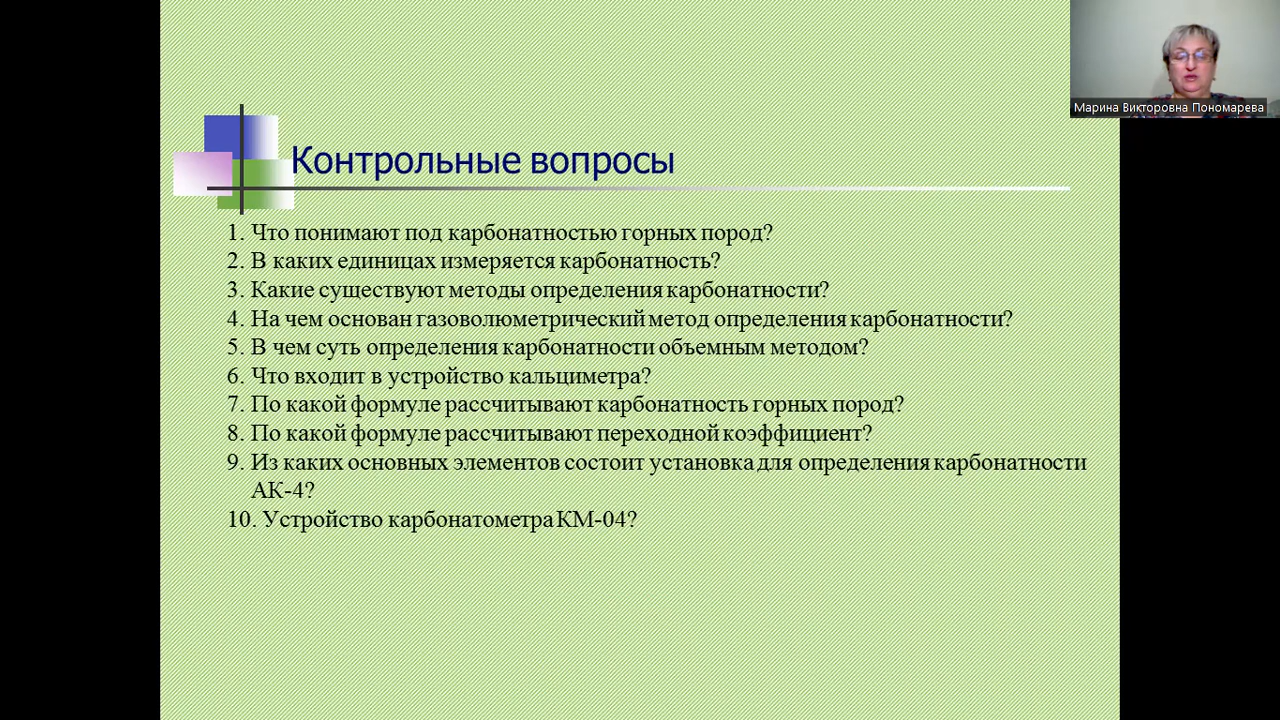 Марина Викторовна Пономарева
Контрольные вопросы
1. Что понимают под карбонатностью горных пород?
2. В каких единицах измеряется карбонатность?
3. Какие существуют методы определения карбонатности?
4. На чем основан газоволюметрический метод определения карбонатности?
5. В чем суть определения карбонатности объемным методом?
6. Что входит в устройство кальциметра?
7. По какой формуле рассчитывают карбонатность горных пород?
8. По какой формуле рассчитывают переходной коэффициент?
9. Из каких основных элементов состоит установка для определения карбонатности
АК-4?
10. Устройство карбонатометра КМ-04?